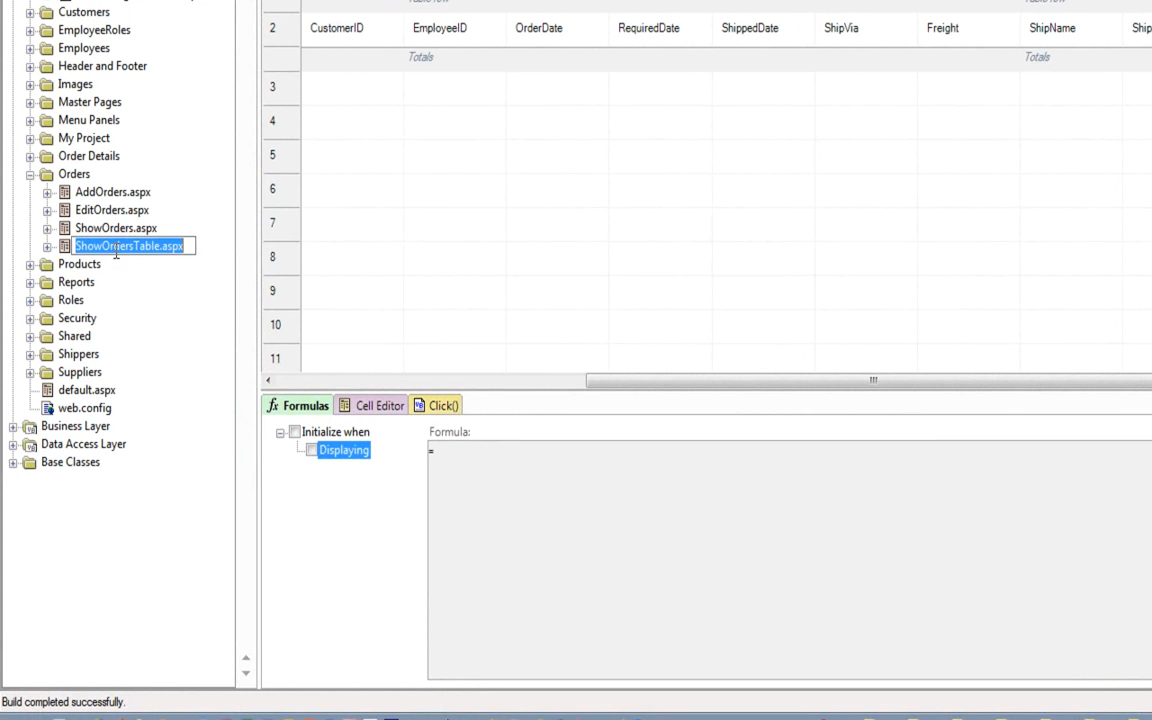 Customers
EmployeeRoles
Employees
Header and Footer
Images
Master Pages
Menu Panels
My Project
Order Details
Orders
AddOrders.aspx
EditOrders.aspx
ShowOrders.aspx
ShowOrdersTable.aspx
Products
Reports
Roles
Security
Shared
Shippers
Suppliers
default.aspx
web.config
Business Layer
Data Access Layer
Base Classes
2 CustomerID EmployeeID OrderDate RequiredDate ShippedDate ShipVia Freight ShipName Ship
Totals Totals
3
4
5
6
7
8
9
10
11
fx Formulas Cell Editor Click()
Initialize when Formula:
Displaying =
Build completed successfully.